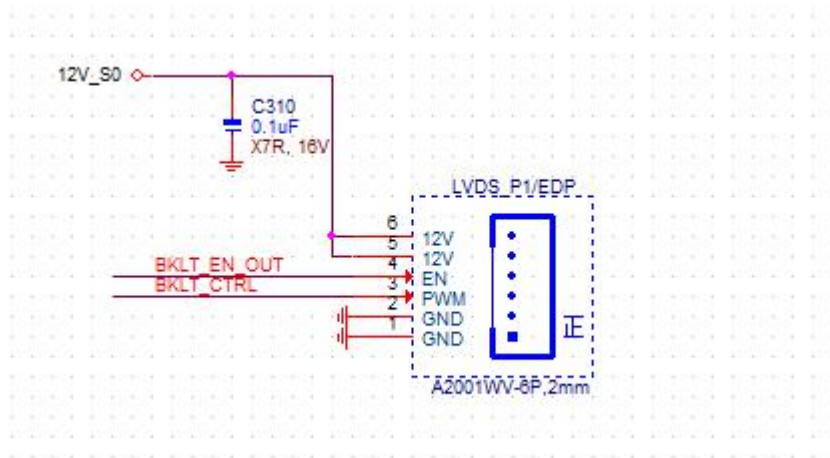 12V_S0
C310
0.1uF
X7R, 16V
LVDS_P1/EDP
6
12V
5
12V
BKLT_EN_OUT
4
EN
BKLT_CTRL
3
PWM
2
GND
1
GND
正
A2001WV-6P,2mm